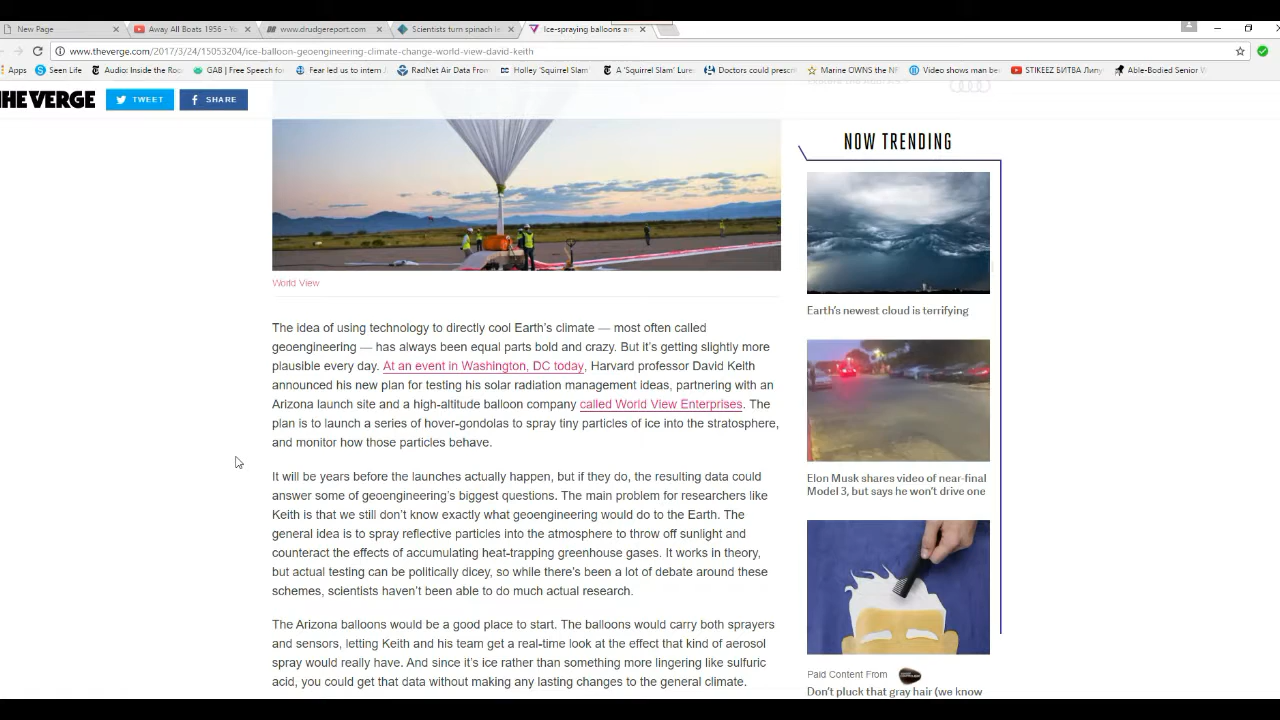 New Page
Away All Boats 1956 - Yo
www.drudgereport.com
Scientists turn spinach le
Ice-spraying balloons are
www.theverge.com/2017/3/24/15053204/ice-balloon-geoengineering-climate-change-world-view-david-keith
Apps
Seen Life
Audio: Inside the Roo
GAB | Free Speech fo
Fear led us to intern J
RadNet Air Data From
Holley 'Squirrel Slam
A 'Squirrel Slam' Lure
Doctors could prescr
Marine OWNS the NF
Video shows man be
STIKEEZ БИТВА Липу
Able-Bodied Senior W
THE VERGE
TWEET
SHARE
World View
The idea of using technology to directly cool Earth's climate — most often called
geoengineering — has always been equal parts bold and crazy. But it's getting slightly more
plausible every day. At an event in Washington, DC today, Harvard professor David Keith
announced his new plan for testing his solar radiation management ideas, partnering with an
Arizona launch site and a high-altitude balloon company called World View Enterprises. The
plan is to launch a series of hover-gondolas to spray tiny particles of ice into the stratosphere,
and monitor how those particles behave.
It will be years before the launches actually happen, but if they do, the resulting data could
answer some of geoengineering's biggest questions. The main problem for researchers like
Keith is that we still don't know exactly what geoengineering would do to the Earth. The
general idea is to spray reflective particles into the atmosphere to throw off sunlight and
counteract the effects of accumulating heat-trapping greenhouse gases. It works in theory,
but actual testing can be politically dicey, so while there's been a lot of debate around these
schemes, scientists haven't been able to do much actual research.
The Arizona balloons would be a good place to start. The balloons would carry both sprayers
and sensors, letting Keith and his team get a real-time look at the effect that kind of aerosol
spray would really have. And since it's ice rather than something more lingering like sulfuric
acid, you could get that data without making any lasting changes to the general climate.
NOW TRENDING
Earth's newest cloud is terrifying
Elon Musk shares video of near-final
Model 3, but says he won't drive one
Paid Content From
Don't pluck that gray hair (we know